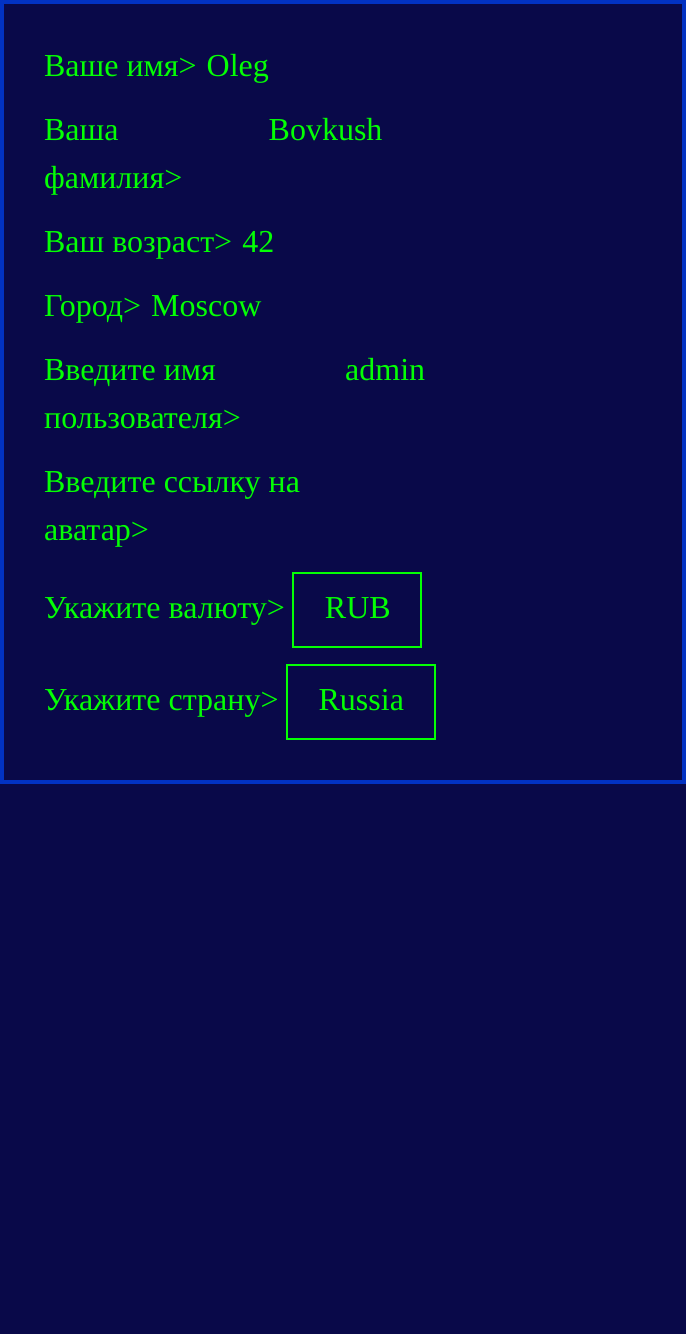 Ваше имя> Oleg
Ваша Bovkush
фамилия>
Ваш возраст> 42
Город> Moscow
Введите имя admin
пользователя>
Введите ссылку на
аватар>
Укажите валюту> RUB
Укажите страну> Russia